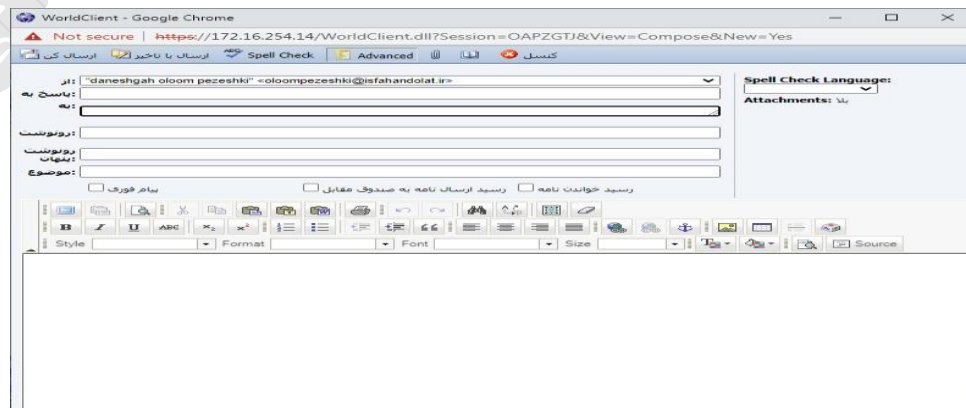 WorldClient - Google Chrome
Not secure | https://172.16.254.14/WorldClient.dll?Session=OAPZGTJ&View=Compose&New=Yes
ارسال کن ارسال با تاخیر Spell Check Advanced کنسل
از: "daneshgah oloom pezeshki" <oloompezeshki@isfahandolat.ir>
پاسخ به:
به:
رونوشت:
رونوشت
پنهان:
موضوع:
Spell Check Language:
Attachments: بلا
پیام فوری رسید ارسال نامه به صندوق مقابل رسید خواندن نامه
B I U ABC x₂ x²
Style Format Font Size Source